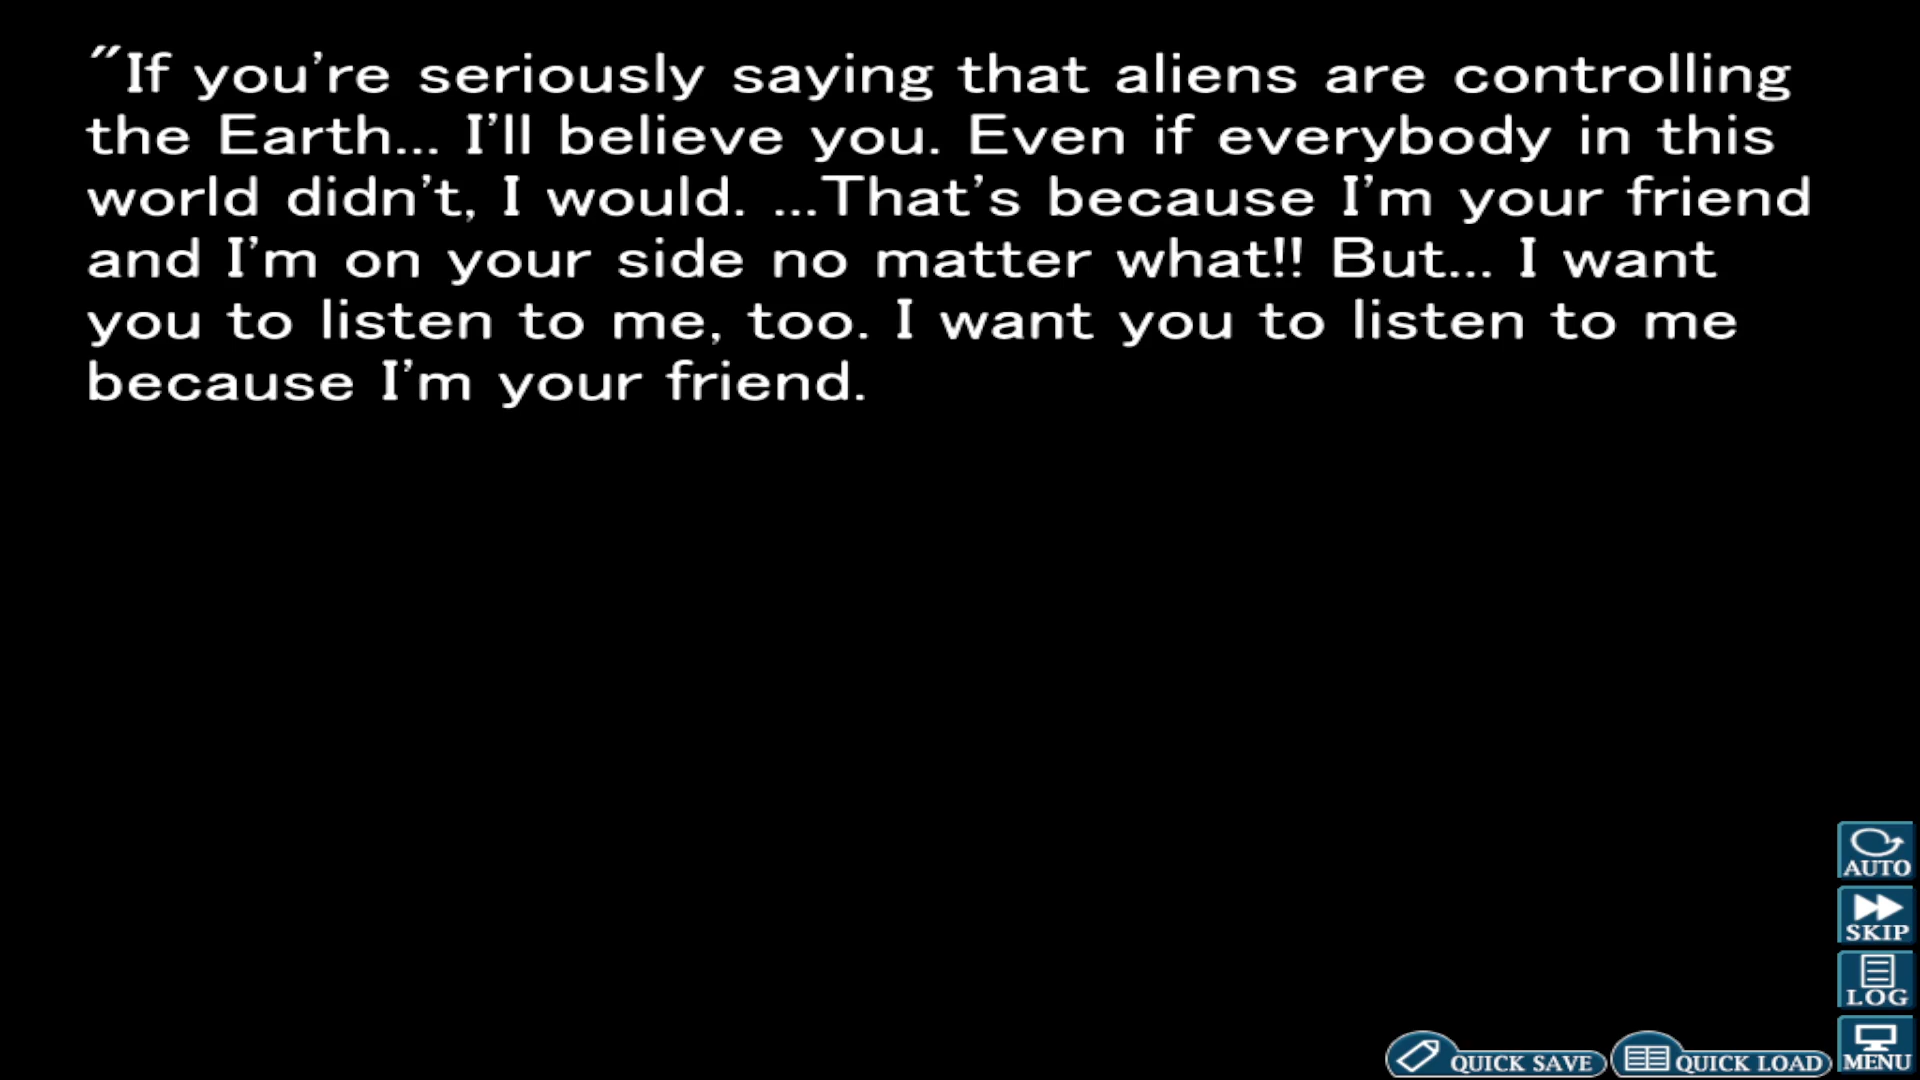 "If you're seriously saying that aliens are controlling
the Earth... I'll believe you. Even if everybody in this
world didn't, I would. ...That's because I'm your friend
and I'm on your side no matter what!! But... I want
you to listen to me, too. I want you to listen to me
because I'm your friend.
AUTO
SKIP
LOG
QUICK SAVE
QUICK LOAD
MENU